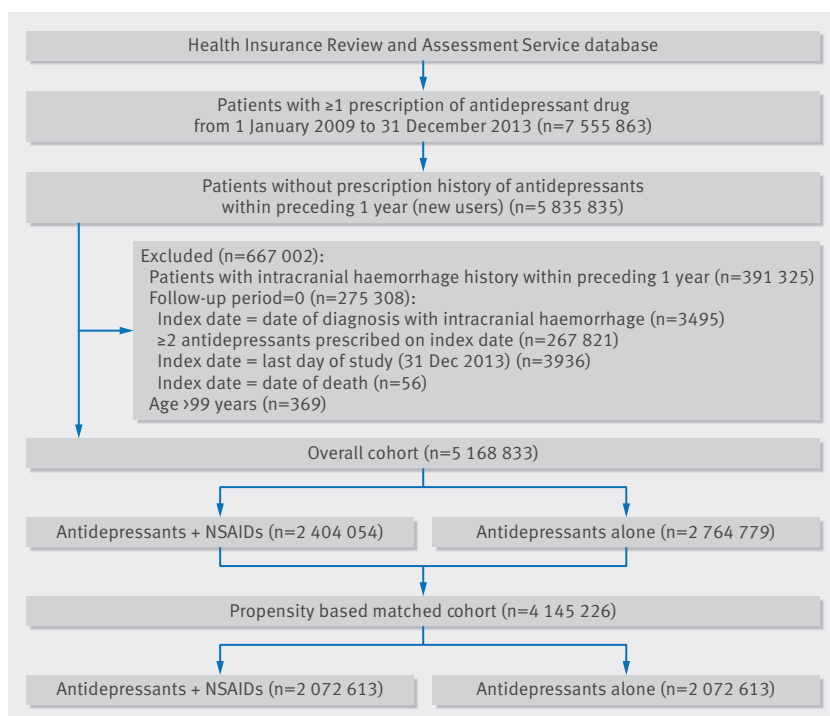 Health Insurance Review and Assessment Service database
Patients with ≥1 prescription of antidepressant drug
from 1 January 2009 to 31 December 2013 (n=7 555 863)
Patients without prescription history of antidepressants
within preceding 1 year (new users) (n=5 835 835)
Excluded (n=667 002):
Patients with intracranial haemorrhage history within preceding 1 year (n=391 325)
Follow-up period=0 (n=275 308):
Index date = date of diagnosis with intracranial haemorrhage (n=3495)
≥2 antidepressants prescribed on index date (n=267 821)
Index date = last day of study (31 Dec 2013) (n=3936)
Index date = date of death (n=56)
Age >99 years (n=369)
Overall cohort (n=5 168 833)
Antidepressants + NSAIDs (n=2 404 054)
Antidepressants alone (n=2 764 779)
Propensity based matched cohort (n=4 145 226)
Antidepressants + NSAIDs (n=2 072 613)
Antidepressants alone (n=2 072 613)